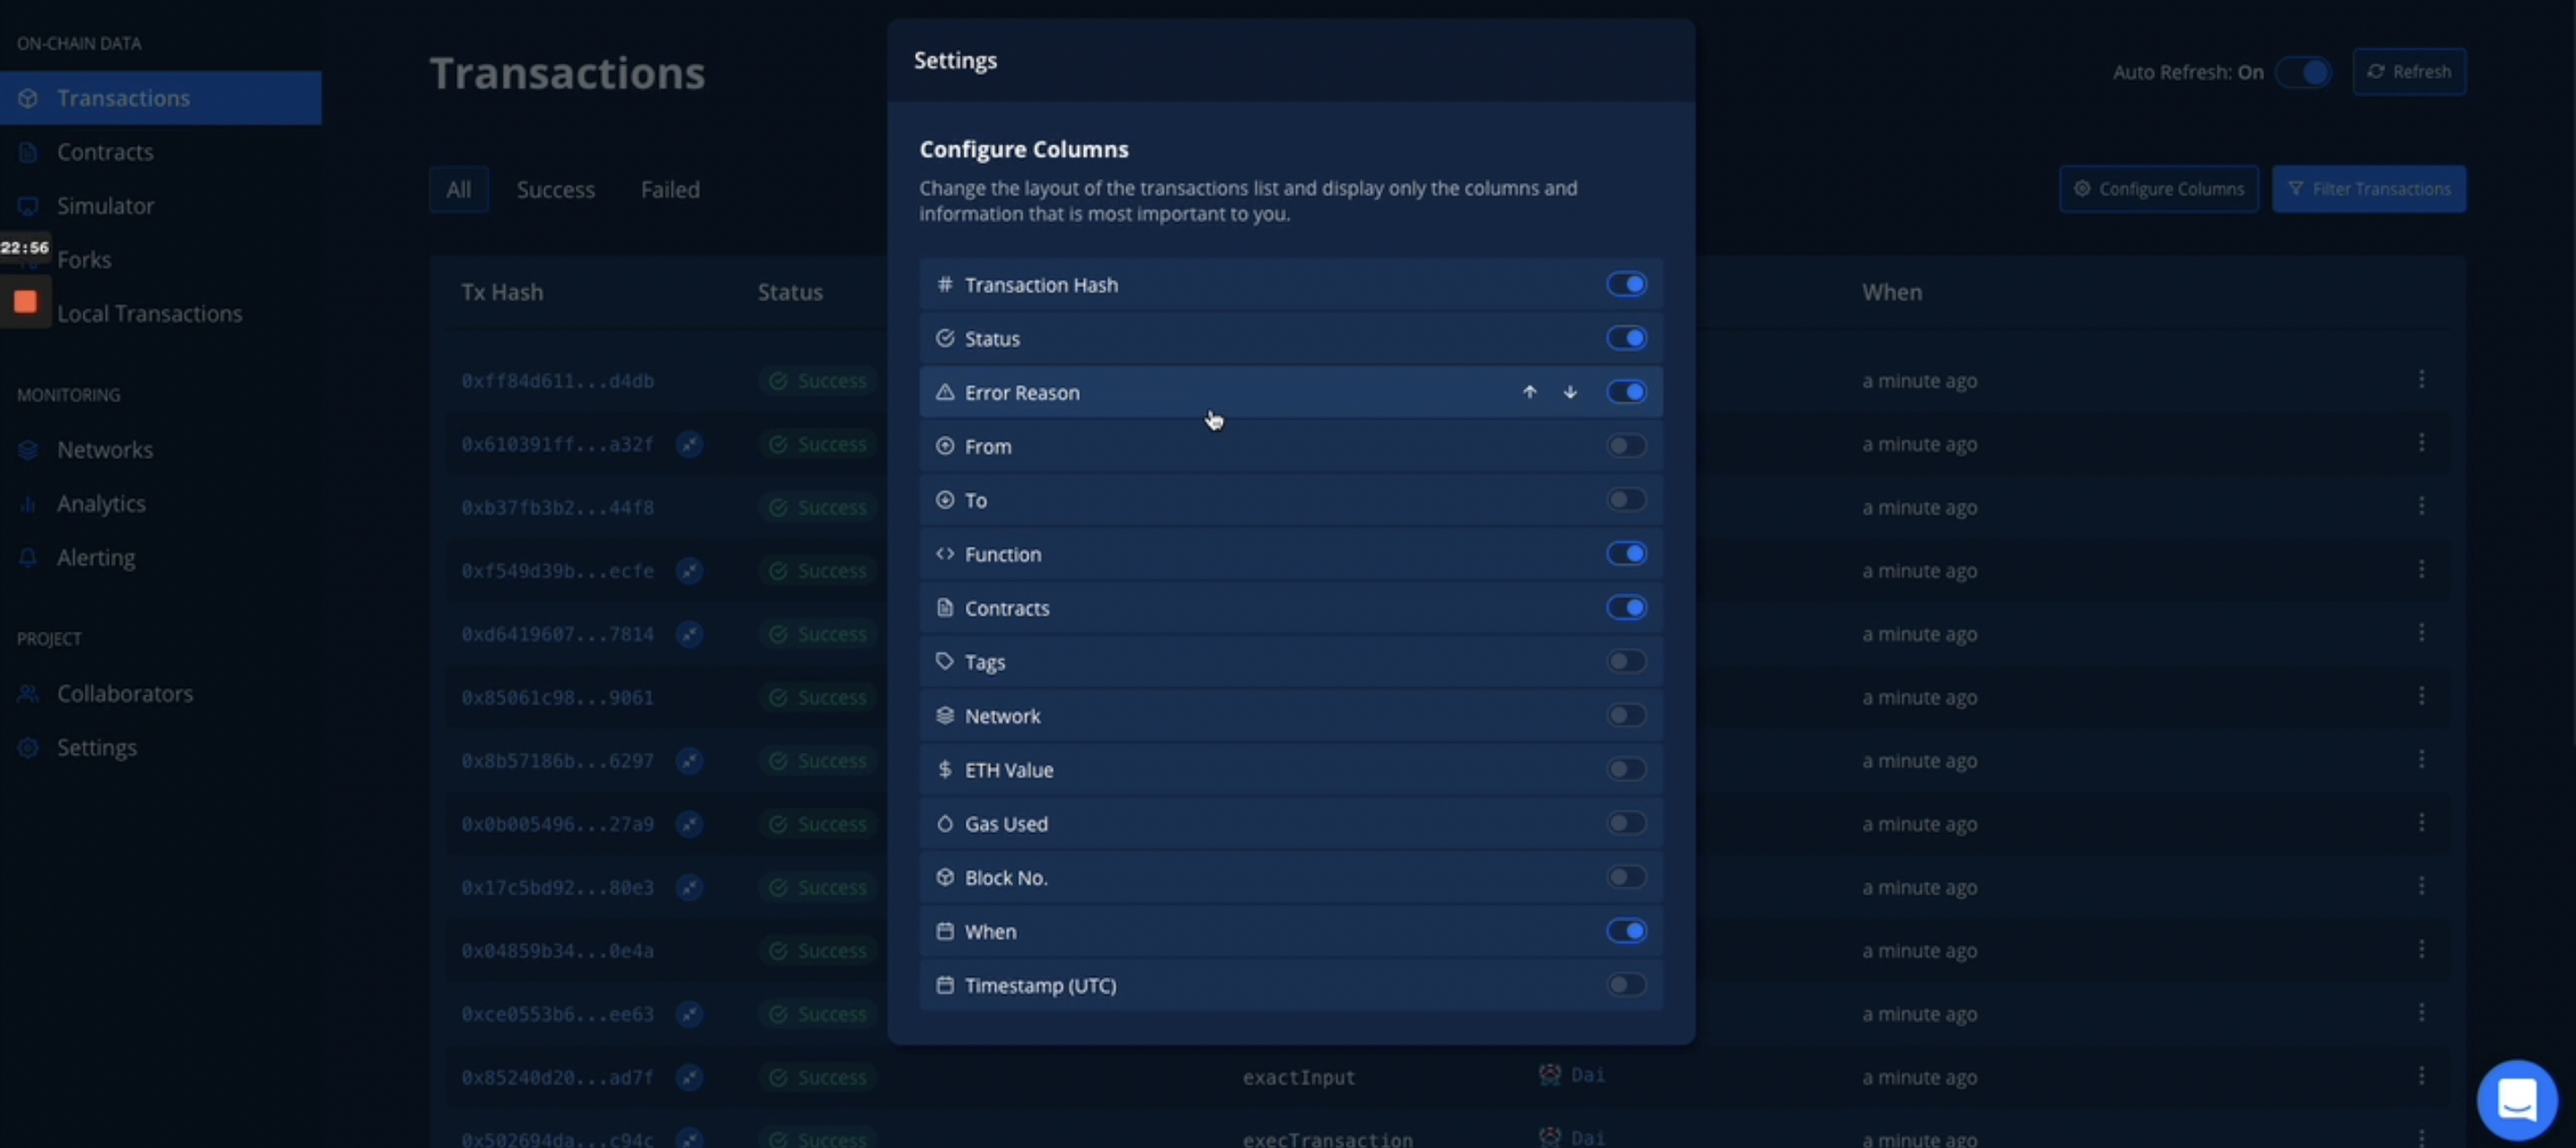 ON-CHAIN DATA
Transactions
Contracts
Simulator
22:56
Forks
Local Transactions
MONITORING
Networks
Analytics
Alerting
PROJECT
Collaborators
Settings
Transactions
Auto Refresh: On
Refresh
All
Success
Failed
Configure Columns
Filter Transactions
Tx Hash
Status
When
0xff84d611...d4db Success a minute ago
0x610391ff...a32f Success a minute ago
0xb37fb3b2...44f8 Success a minute ago
0xf549d39b...ecfe Success a minute ago
0xd6419607...7814 Success a minute ago
0x85061c98...9061 Success a minute ago
0x8b57186b...6297 Success a minute ago
0x0b005496...27a9 Success a minute ago
0x17c5bd92...80e3 Success a minute ago
0x04859b34...0e4a Success a minute ago
0xce0553b6...ee63 Success a minute ago
0x85240d20...ad7f Success exactInput Dai a minute ago
0x502694da...c94c Success execTransaction Dai a minute ago
Settings
Configure Columns
Change the layout of the transactions list and display only the columns and
information that is most important to you.
# Transaction Hash
Status
Error Reason
From
To
<> Function
Contracts
Tags
Network
$ ETH Value
Gas Used
Block No.
When
Timestamp (UTC)